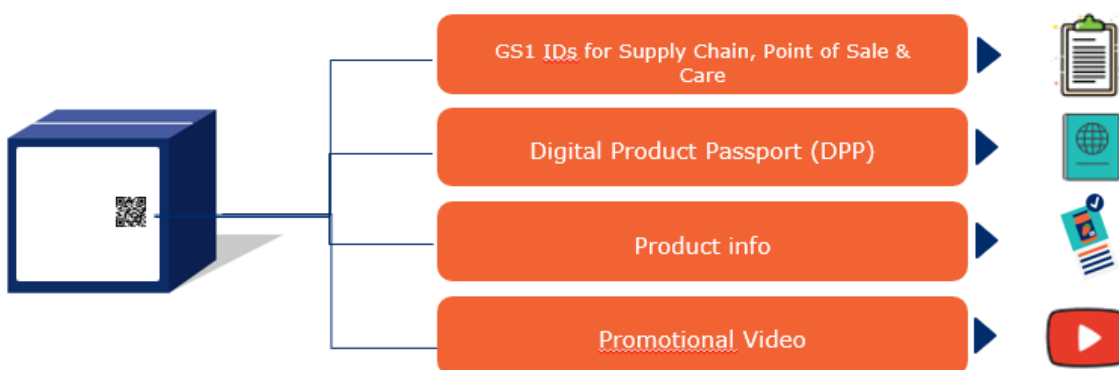 GS1 IDs for Supply Chain, Point of Sale &
Care
Digital Product Passport (DPP)
Product info
Promotional Video